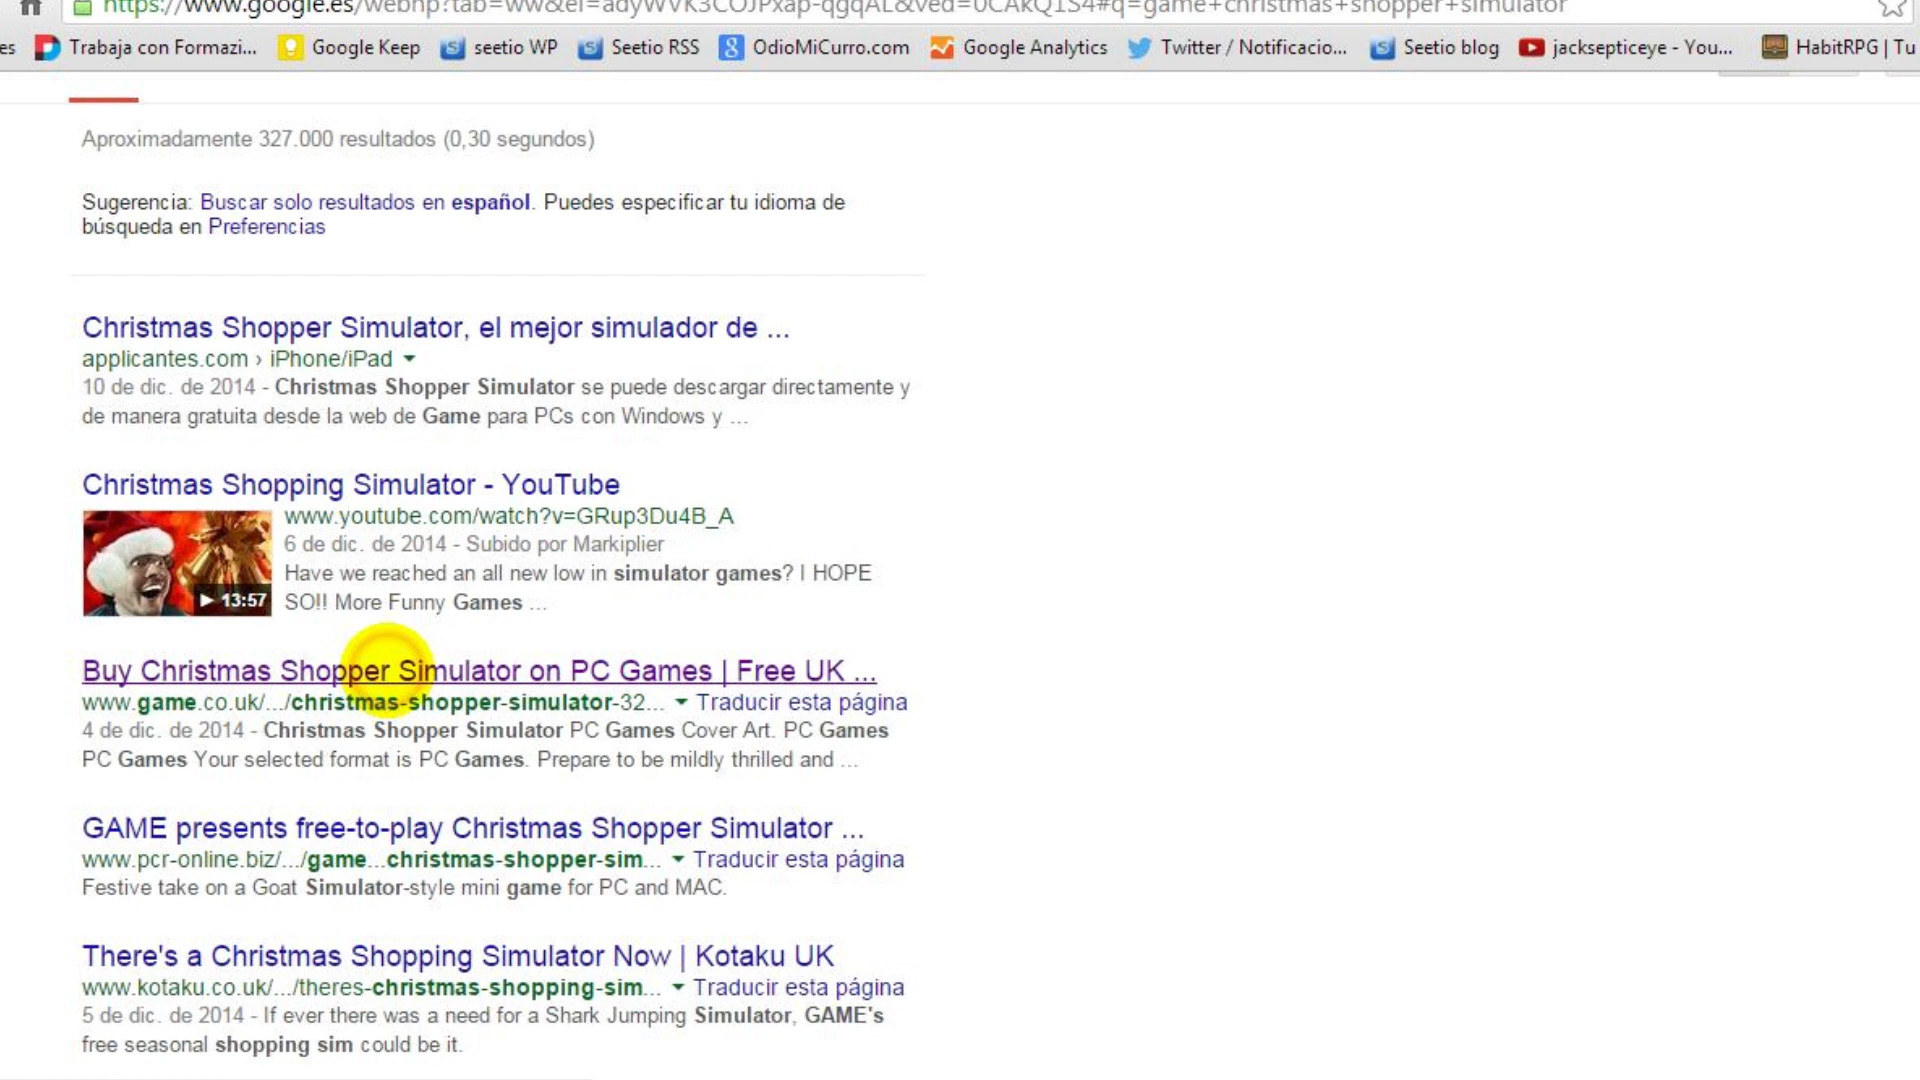 https://www.google.es/webhp?tab=ww&ei=adyWVK3COJPxap-qgqAL&ved=0CAkQ1S4#q=game+christmas+shopper+simulator
es Trabaja con Formazi... Google Keep seetio WP Seetio RSS OdioMiCurro.com Google Analytics Twitter / Notificacio... Seetio blog jacksepticeye - You... HabitRPG | Tu
Aproximadamente 327.000 resultados (0,30 segundos)
Sugerencia: Buscar solo resultados en español. Puedes especificar tu idioma de
búsqueda en Preferencias
Christmas Shopper Simulator, el mejor simulador de ...
applicantes.com › iPhone/iPad
10 de dic. de 2014 - Christmas Shopper Simulator se puede descargar directamente y
de manera gratuita desde la web de Game para PCs con Windows y ...
Christmas Shopping Simulator - YouTube
www.youtube.com/watch?v=GRup3Du4B_A
6 de dic. de 2014 - Subido por Markiplier
Have we reached an all new low in simulator games? I HOPE
13:57 SO!! More Funny Games ...
Buy Christmas Shopper Simulator on PC Games | Free UK ...
www.game.co.uk/.../christmas-shopper-simulator-32... Traducir esta página
4 de dic. de 2014 - Christmas Shopper Simulator PC Games Cover Art. PC Games
PC Games Your selected format is PC Games. Prepare to be mildly thrilled and ...
GAME presents free-to-play Christmas Shopper Simulator ...
www.pcr-online.biz/.../game...christmas-shopper-sim... Traducir esta página
Festive take on a Goat Simulator-style mini game for PC and MAC.
There's a Christmas Shopping Simulator Now | Kotaku UK
www.kotaku.co.uk/.../theres-christmas-shopping-sim... Traducir esta página
5 de dic. de 2014 - If ever there was a need for a Shark Jumping Simulator, GAME's
free seasonal shopping sim could be it.